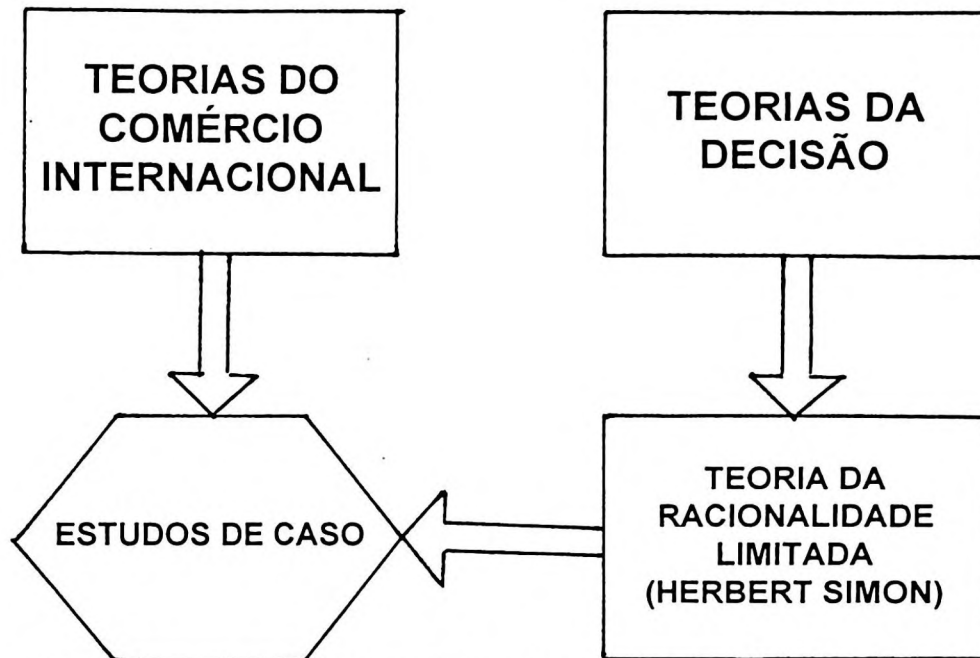 TEORIAS DO
COMÉRCIO
INTERNACIONAL
TEORIAS DA
DECISÃO
ESTUDOS DE CASO
TEORIA DA
RACIONALIDADE
LIMITADA
(HERBERT SIMON)